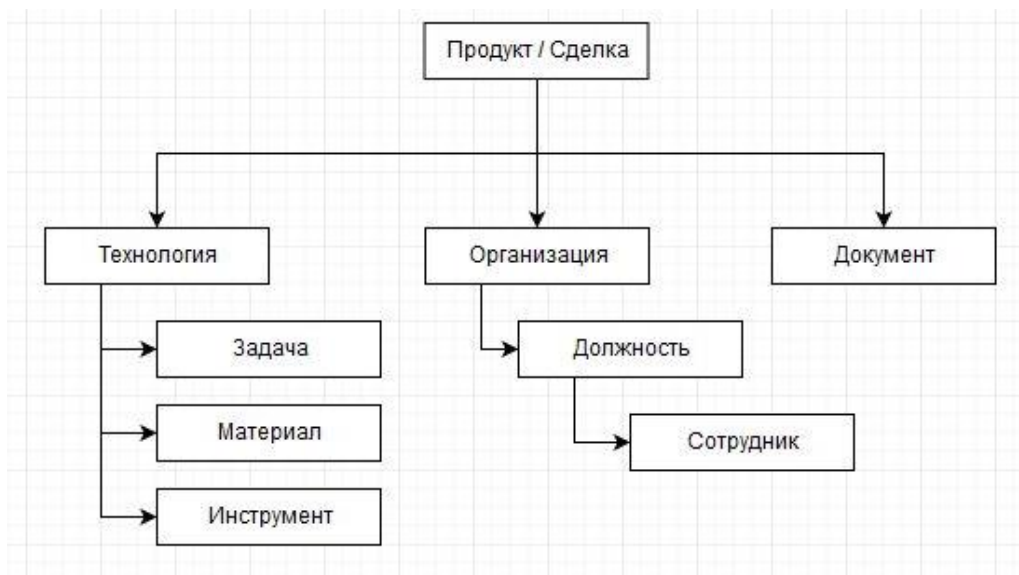 Продукт / Сделка
Технология
Организация
Документ
Задача
Должность
Материал
Сотрудник
Инструмент